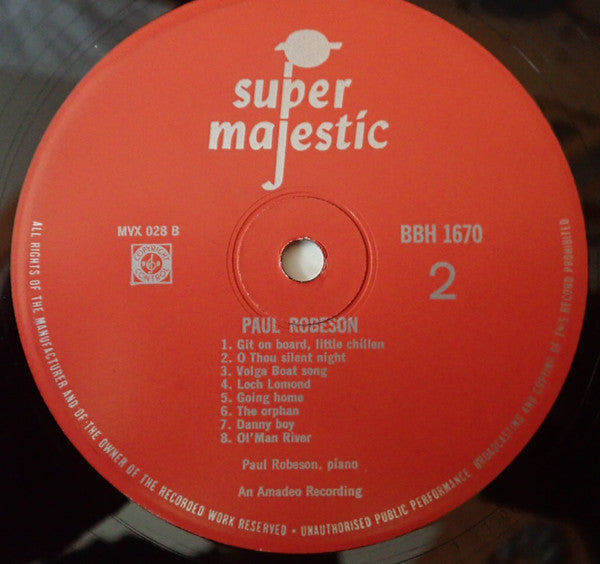 super
majestic
MVX 028 B
BBH 1670
COPYRIGHT
CONTROL
2
PAUL ROBESON
1. Git on board, little chillen
2. O Thou silent night
3. Volga Boat song
4. Loch Lomond
5. Going home
6. The orphan
7. Danny boy
8. Ol'Man River
Paul Robeson, piano
An Amadeo Recording
ALL RIGHTS OF THE MANUFACTURER AND OF THE OWNER OF THE RECORDED WORK RESERVED • UNAUTHORISED PUBLIC PERFORMANCE BROADCASTING AND COPYING OF THIS RECORD PROHIBITED